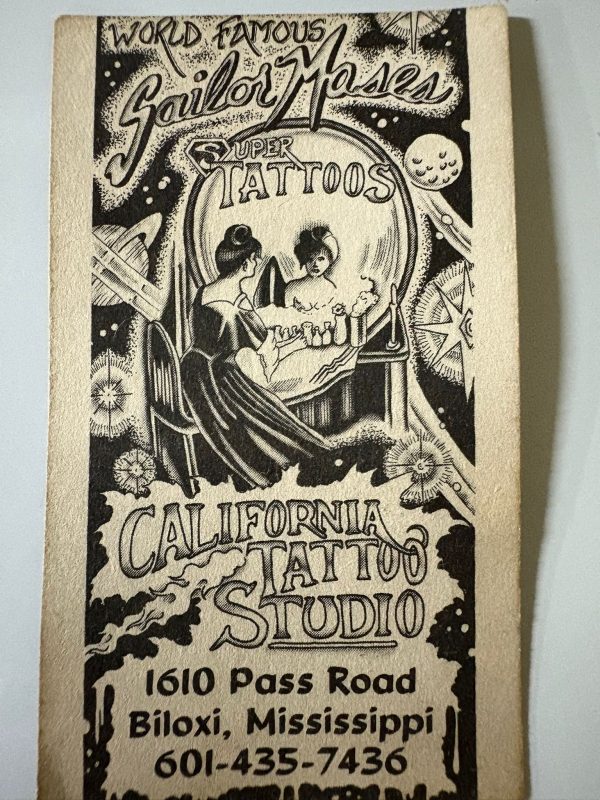 WORLD FAMOUS
Sailor Moses
SUPER
TATTOOS
CALIFORNIA
TATTOO
STUDIO
1610 Pass Road
Biloxi, Mississippi
601-435-7436